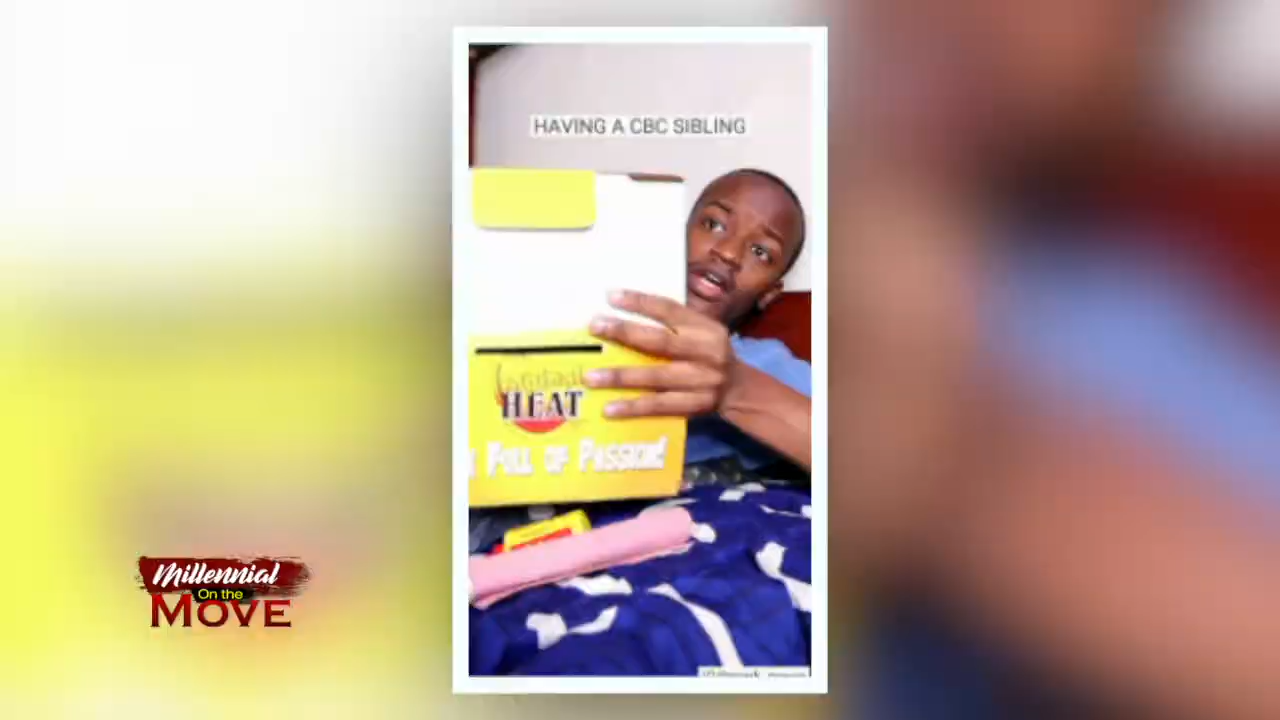 HAVING A CBC SIBLING
HEAT
FULL OF PASSION!
Millennial
On the
MOVE